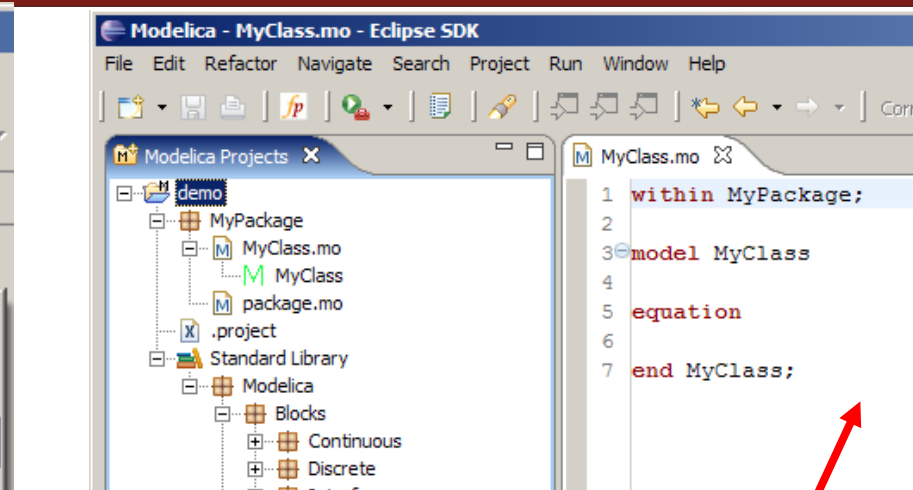 Modelica - MyClass.mo - Eclipse SDK
File Edit Refactor Navigate Search Project Run Window Help
Modelica Projects
demo
MyPackage
MyClass.mo
MyClass
package.mo
.project
Standard Library
Modelica
Blocks
Continuous
Discrete
MyClass.mo
1 within MyPackage;
2
3 model MyClass
4
5 equation
6
7 end MyClass;